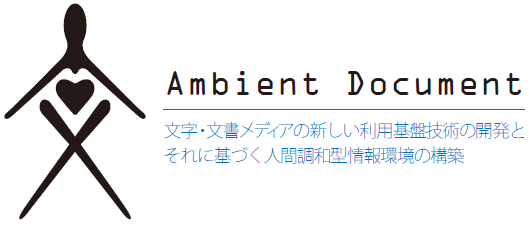 Ambient Document
文字・文書メディアの新しい利用基盤技術の開発と
それに基づく人間調和型情報環境の構築